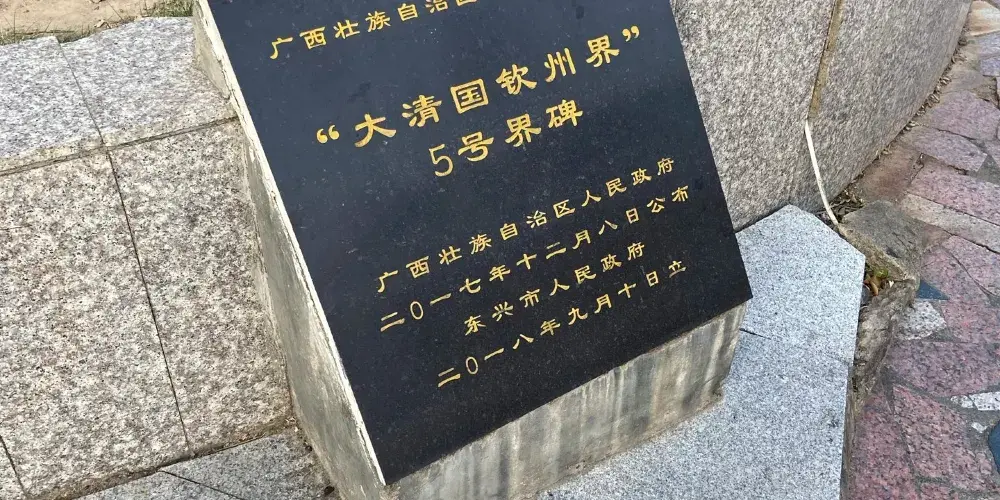 广西壮族自治区
“大清国钦州界”
5号界碑
广西壮族自治区人民政府
二〇一七年十二月八日公布
东兴市人民政府
二〇一八年九月十日立